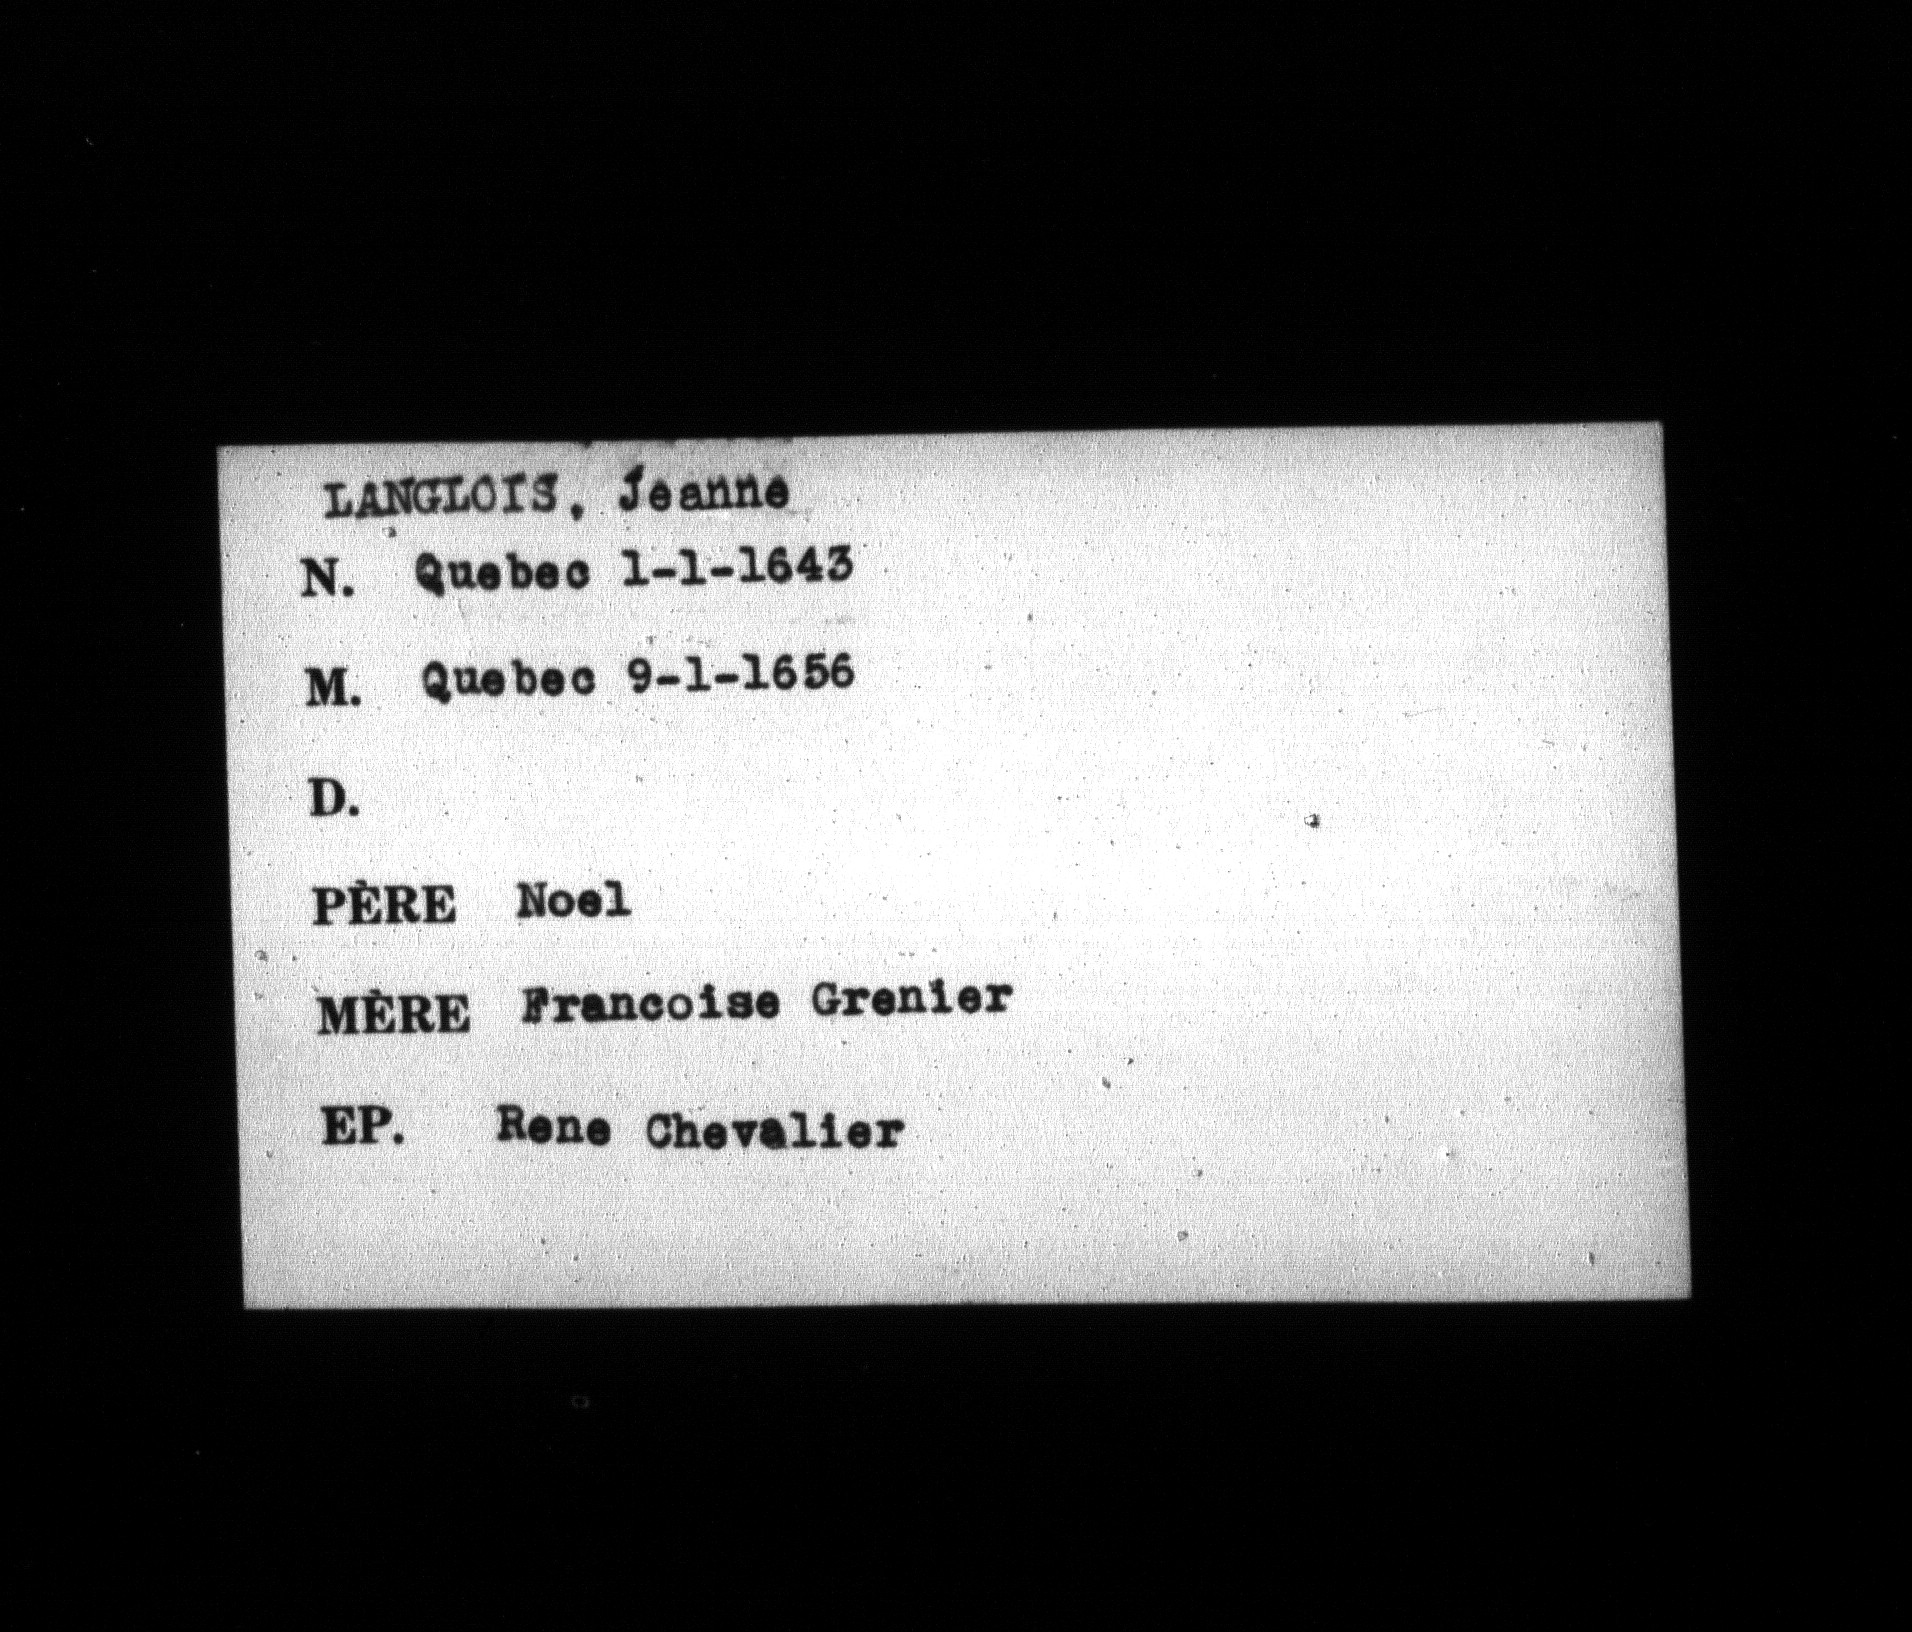 LANGLOIS, Jeanne
N. Quebec 1-1-1643
M. Quebec 9-1-1656
D.
PÈRE Noel
MÈRE Francoise Grenier
EP. Rene Chevalier